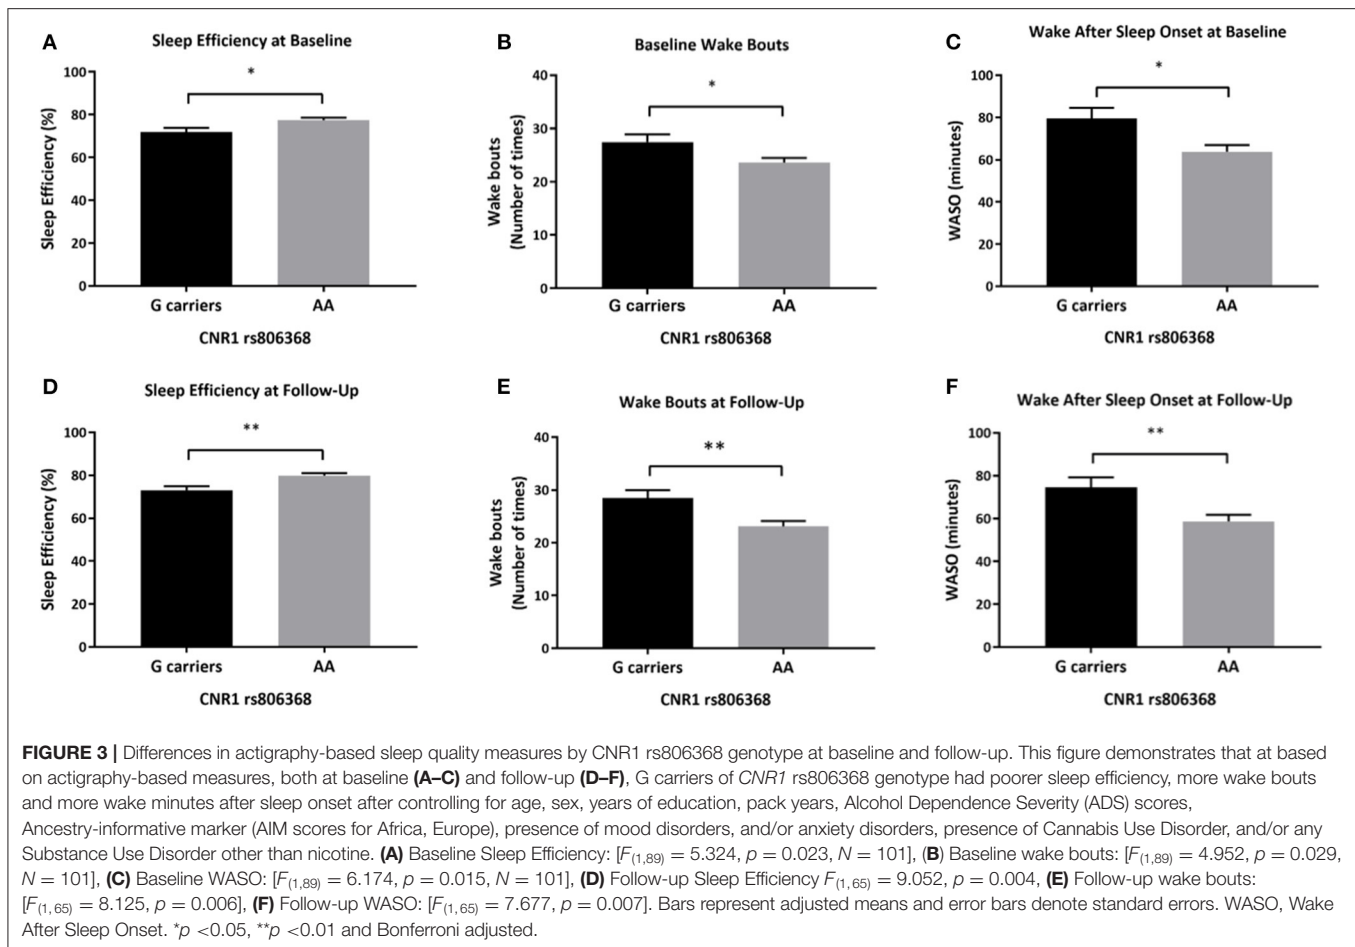 A
Sleep Efficiency at Baseline
*
Sleep Efficiency (%)
100
80
60
40
20
0
G carriers AA
CNR1 rs806368
B
Baseline Wake Bouts
*
Wake bouts
(Number of times)
40
30
20
10
0
G carriers AA
CNR1 rs806368
C
Wake After Sleep Onset at Baseline
*
WASO (minutes)
100
80
60
40
20
0
G carriers AA
CNR1 rs806368
D
Sleep Efficiency at Follow-Up
**
Sleep Efficiency (%)
100
80
60
40
20
0
G carriers AA
CNR1 rs806368
E
Wake Bouts at Follow-Up
**
Wake bouts
(Number of times)
40
30
20
10
0
G carriers AA
CNR1 rs806368
F
Wake After Sleep Onset at Follow-Up
**
WASO (minutes)
100
80
60
40
20
0
G carriers AA
CNR1 rs806368
FIGURE 3 | Differences in actigraphy-based sleep quality measures by CNR1 rs806368 genotype at baseline and follow-up. This figure demonstrates that at based
on actigraphy-based measures, both at baseline (A–C) and follow-up (D–F), G carriers of CNR1 rs806368 genotype had poorer sleep efficiency, more wake bouts
and more wake minutes after sleep onset after controlling for age, sex, years of education, pack years, Alcohol Dependence Severity (ADS) scores,
Ancestry-informative marker (AIM scores for Africa, Europe), presence of mood disorders, and/or anxiety disorders, presence of Cannabis Use Disorder, and/or any
Substance Use Disorder other than nicotine. (A) Baseline Sleep Efficiency: [F(1,89) = 5.324, p = 0.023, N = 101], (B) Baseline wake bouts: [F(1,89) = 4.952, p = 0.029,
N = 101], (C) Baseline WASO: [F(1,89) = 6.174, p = 0.015, N = 101], (D) Follow-up Sleep Efficiency F(1, 65) = 9.052, p = 0.004, (E) Follow-up wake bouts:
[F(1, 65) = 8.125, p = 0.006], (F) Follow-up WASO: [F(1, 65) = 7.677, p = 0.007]. Bars represent adjusted means and error bars denote standard errors. WASO, Wake
After Sleep Onset. *p <0.05, **p <0.01 and Bonferroni adjusted.